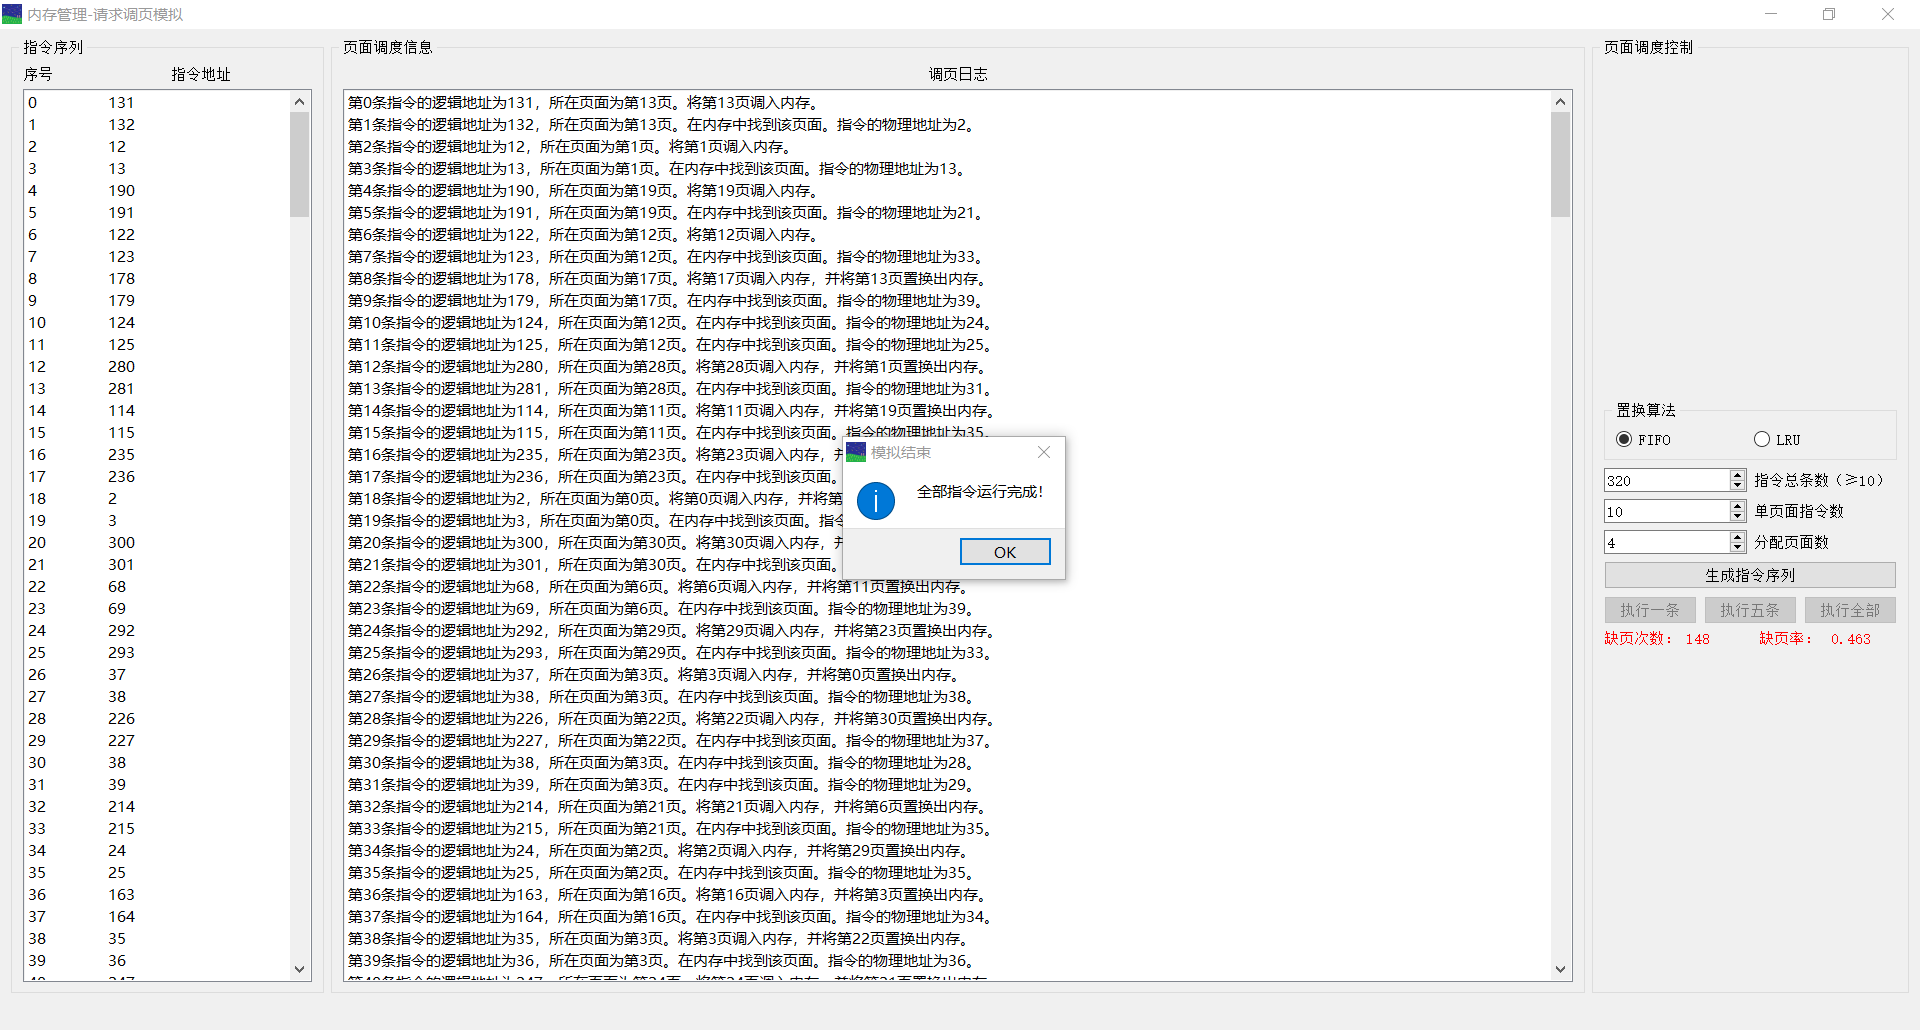 内存管理-请求调页模拟
指令序列
序号 指令地址
0 131
1 132
2 12
3 13
4 190
5 191
6 122
7 123
8 178
9 179
10 124
11 125
12 280
13 281
14 114
15 115
16 235
17 236
18 2
19 3
20 300
21 301
22 68
23 69
24 292
25 293
26 37
27 38
28 226
29 227
30 38
31 39
32 214
33 215
34 24
35 25
36 163
37 164
38 35
39 36
页面调度信息
调页日志
第0条指令的逻辑地址为131，所在页面为第13页。将第13页调入内存。
第1条指令的逻辑地址为132，所在页面为第13页。在内存中找到该页面。指令的物理地址为2。
第2条指令的逻辑地址为12，所在页面为第1页。将第1页调入内存。
第3条指令的逻辑地址为13，所在页面为第1页。在内存中找到该页面。指令的物理地址为13。
第4条指令的逻辑地址为190，所在页面为第19页。将第19页调入内存。
第5条指令的逻辑地址为191，所在页面为第19页。在内存中找到该页面。指令的物理地址为21。
第6条指令的逻辑地址为122，所在页面为第12页。将第12页调入内存。
第7条指令的逻辑地址为123，所在页面为第12页。在内存中找到该页面。指令的物理地址为33。
第8条指令的逻辑地址为178，所在页面为第17页。将第17页调入内存，并将第13页置换出内存。
第9条指令的逻辑地址为179，所在页面为第17页。在内存中找到该页面。指令的物理地址为39。
第10条指令的逻辑地址为124，所在页面为第12页。在内存中找到该页面。指令的物理地址为24。
第11条指令的逻辑地址为125，所在页面为第12页。在内存中找到该页面。指令的物理地址为25。
第12条指令的逻辑地址为280，所在页面为第28页。将第28页调入内存，并将第1页置换出内存。
第13条指令的逻辑地址为281，所在页面为第28页。在内存中找到该页面。指令的物理地址为31。
第14条指令的逻辑地址为114，所在页面为第11页。将第11页调入内存，并将第19页置换出内存。
第15条指令的逻辑地址为115，所在页面为第11页。在内存中找到该页面。指令的物理地址为35。
第16条指令的逻辑地址为235，所在页面为第23页。将第23页调入内存，
第17条指令的逻辑地址为236，所在页面为第23页。在内存中找到该页面。
第18条指令的逻辑地址为2，所在页面为第0页。将第0页调入内存，并将第
第19条指令的逻辑地址为3，所在页面为第0页。在内存中找到该页面。指令
第20条指令的逻辑地址为300，所在页面为第30页。将第30页调入内存，
第21条指令的逻辑地址为301，所在页面为第30页。在内存中找到该页面。
第22条指令的逻辑地址为68，所在页面为第6页。将第6页调入内存，并将第11页置换出内存。
第23条指令的逻辑地址为69，所在页面为第6页。在内存中找到该页面。指令的物理地址为39。
第24条指令的逻辑地址为292，所在页面为第29页。将第29页调入内存，并将第23页置换出内存。
第25条指令的逻辑地址为293，所在页面为第29页。在内存中找到该页面。指令的物理地址为33。
第26条指令的逻辑地址为37，所在页面为第3页。将第3页调入内存，并将第0页置换出内存。
第27条指令的逻辑地址为38，所在页面为第3页。在内存中找到该页面。指令的物理地址为38。
第28条指令的逻辑地址为226，所在页面为第22页。将第22页调入内存，并将第30页置换出内存。
第29条指令的逻辑地址为227，所在页面为第22页。在内存中找到该页面。指令的物理地址为37。
第30条指令的逻辑地址为38，所在页面为第3页。在内存中找到该页面。指令的物理地址为28。
第31条指令的逻辑地址为39，所在页面为第3页。在内存中找到该页面。指令的物理地址为29。
第32条指令的逻辑地址为214，所在页面为第21页。将第21页调入内存，并将第6页置换出内存。
第33条指令的逻辑地址为215，所在页面为第21页。在内存中找到该页面。指令的物理地址为35。
第34条指令的逻辑地址为24，所在页面为第2页。将第2页调入内存，并将第29页置换出内存。
第35条指令的逻辑地址为25，所在页面为第2页。在内存中找到该页面。指令的物理地址为35。
第36条指令的逻辑地址为163，所在页面为第16页。将第16页调入内存，并将第3页置换出内存。
第37条指令的逻辑地址为164，所在页面为第16页。在内存中找到该页面。指令的物理地址为34。
第38条指令的逻辑地址为35，所在页面为第3页。将第3页调入内存，并将第22页置换出内存。
第39条指令的逻辑地址为36，所在页面为第3页。在内存中找到该页面。指令的物理地址为36。
模拟结束
全部指令运行完成!
OK
页面调度控制
置换算法
FIFO LRU
320 指令总条数（≥10）
10 单页面指令数
4 分配页面数
生成指令序列
执行一条 执行五条 执行全部
缺页次数： 148 缺页率： 0.463